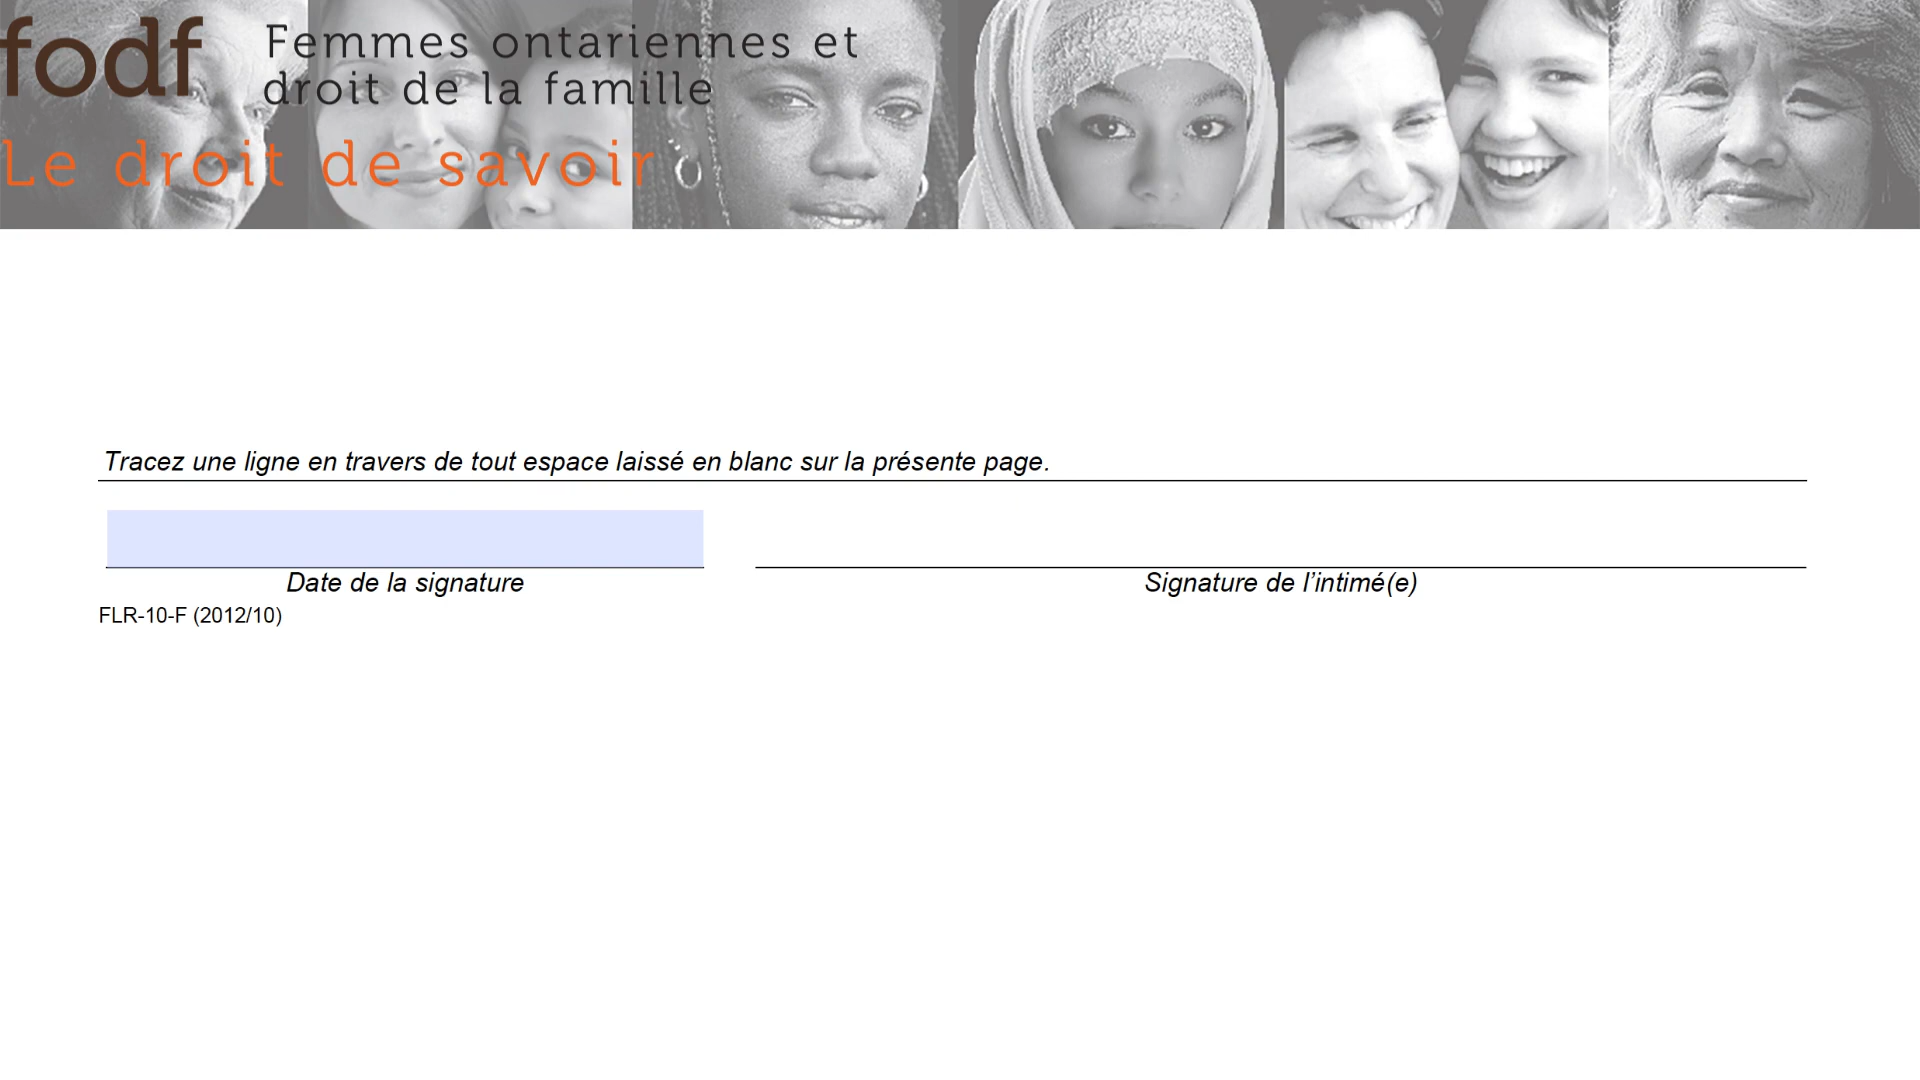 fodf
Femmes ontariennes et
droit de la famille
Le droit de savoir
Tracez une ligne en travers de tout espace laissé en blanc sur la présente page.
Date de la signature
Signature de l’intimé(e)
FLR-10-F (2012/10)